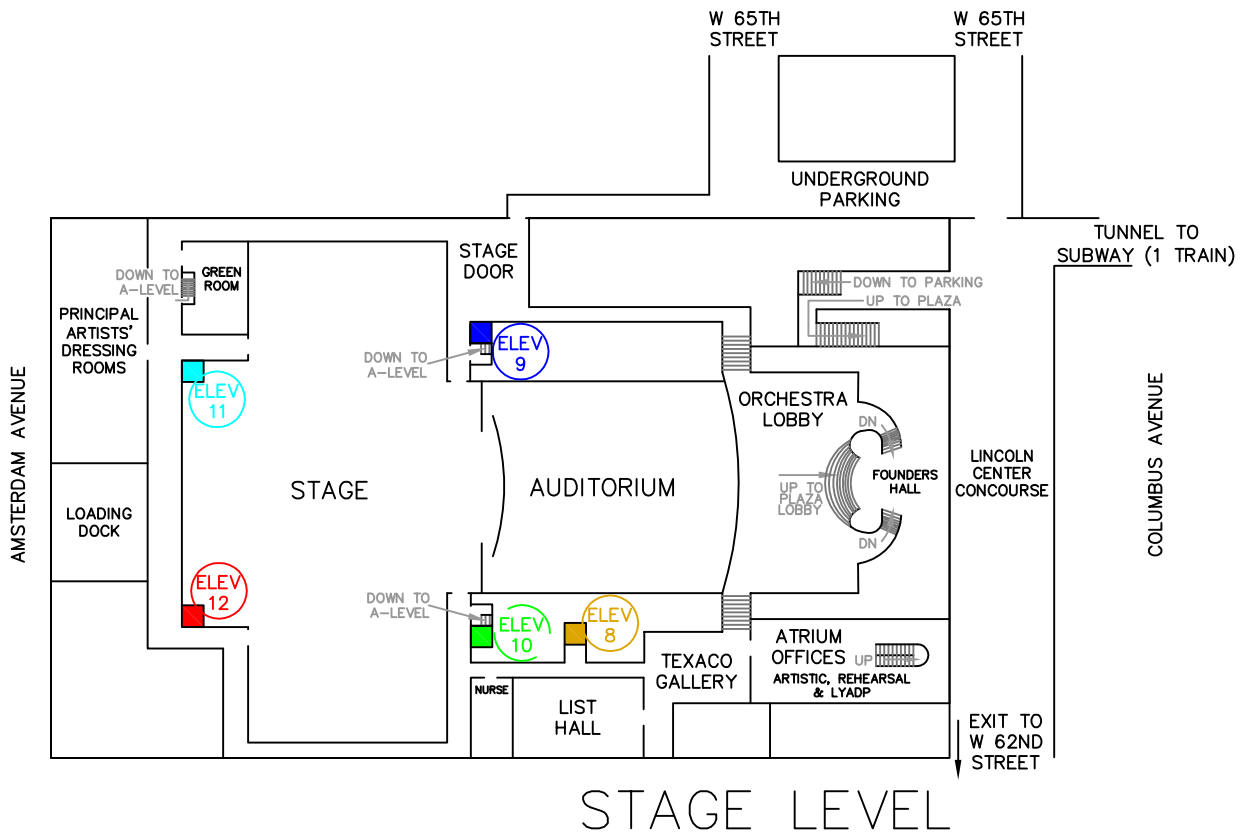 W 65TH
STREET
W 65TH
STREET
UNDERGROUND
PARKING
TUNNEL TO
SUBWAY (1 TRAIN)
STAGE
DOOR
GREEN
ROOM
DOWN TO
A-LEVEL
DOWN TO PARKING
UP TO PLAZA
PRINCIPAL
ARTISTS'
DRESSING
ROOMS
ELEV
9
DOWN TO
A-LEVEL
ELEV
11
ORCHESTRA
LOBBY
DN
AMSTERDAM AVENUE
COLUMBUS AVENUE
LINCOLN
CENTER
CONCOURSE
FOUNDERS
HALL
STAGE
AUDITORIUM
UP TO
PLAZA
LOBBY
LOADING
DOCK
DN
ELEV
12
DOWN TO
A-LEVEL
ELEV
10
ELEV
8
ATRIUM
OFFICES
UP
ARTISTIC, REHEARSAL
& LYADP
TEXACO
GALLERY
NURSE
LIST
HALL
EXIT TO
W 62ND
STREET
STAGE LEVEL